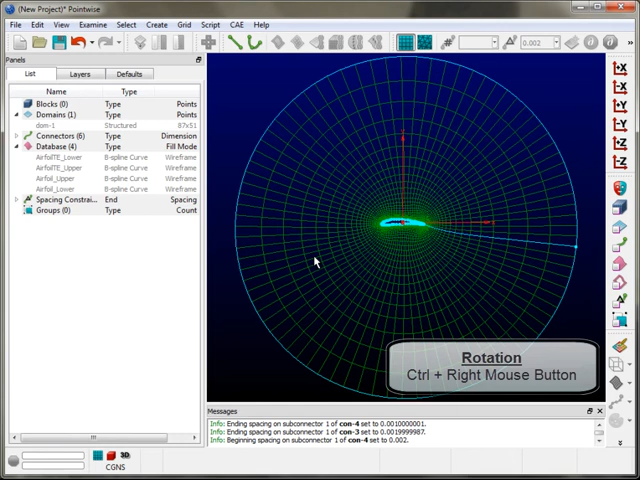 (New Project)* Pointwise
File Edit View Examine Select Create Grid Script CAE Help
0.002
»
Panels
List Layers Defaults
Name Type
Blocks (0) Type Points
Domains (1) Type Points
dom-1 Structured 87x51
Connectors (6) Type Dimension
Database (4) Type Fill Mode
AirfoilTE_Lower B-spline Curve Wireframe
AirfoilTE_Upper B-spline Curve Wireframe
Airfoil_Upper B-spline Curve Wireframe
Airfoil_Lower B-spline Curve Wireframe
Spacing Constrai... End Spacing
Groups (0) Type Count
+X
-X
+Y
-Y
+Z
-Z
Rotation
Ctrl + Right Mouse Button
Messages
Info: Ending spacing on subconnector 1 of con-4 set to 0.0010000001.
Info: Ending spacing on subconnector 1 of con-3 set to 0.0019999987.
Info: Beginning spacing on subconnector 1 of con-4 set to 0.002.
3D
CGNS